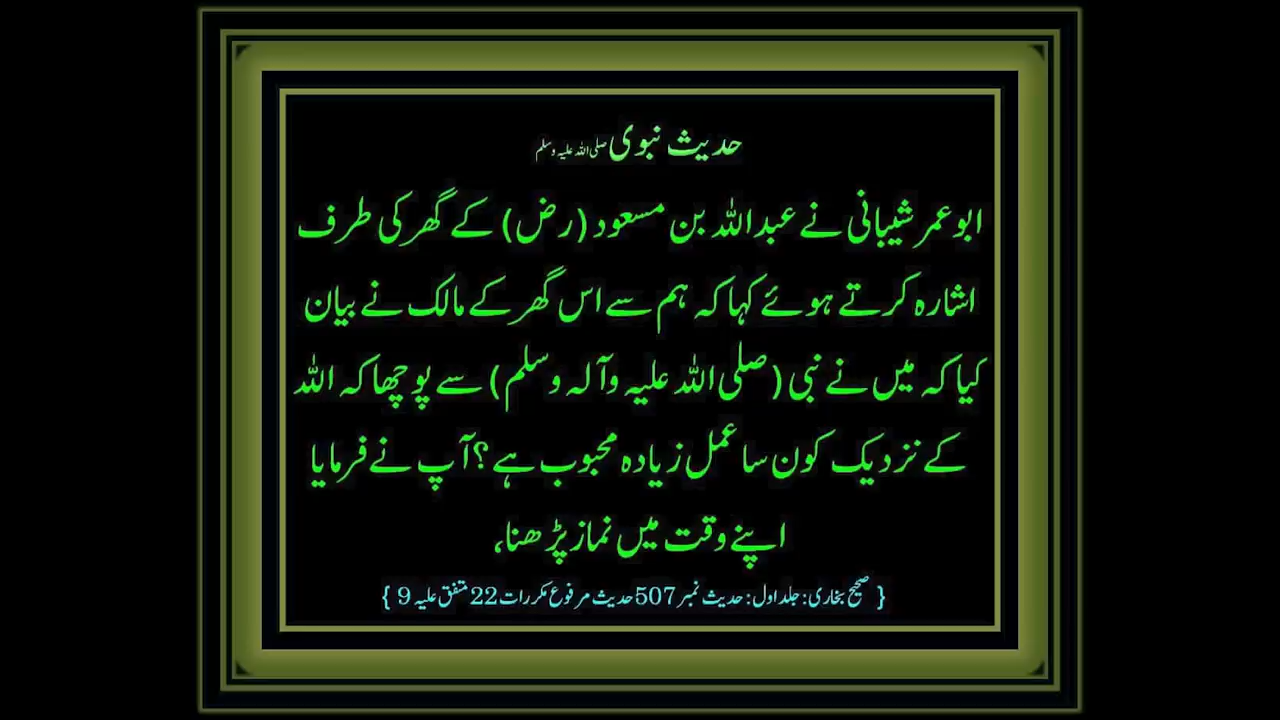 حدیث نبوی صلی اللہ علیہ وسلم
ابو عمر شیبانی نے عبداللہ بن مسعود (رض) کے گھر کی طرف
اشارہ کرتے ہوئے کہا کہ ہم سے اس گھر کے مالک نے بیان
کیا کہ میں نے نبی (صلی اللہ علیہ وآلہ وسلم) سے پوچھا کہ اللہ
کے نزدیک کون سا عمل زیادہ محبوب ہے؟ آپ نے فرمایا
اپنے وقت میں نماز پڑھنا،
{ صحیح بخاری: جلد اول: حدیث نمبر 507 حدیث مرفوع مکررات 22 متفق علیہ 9 }